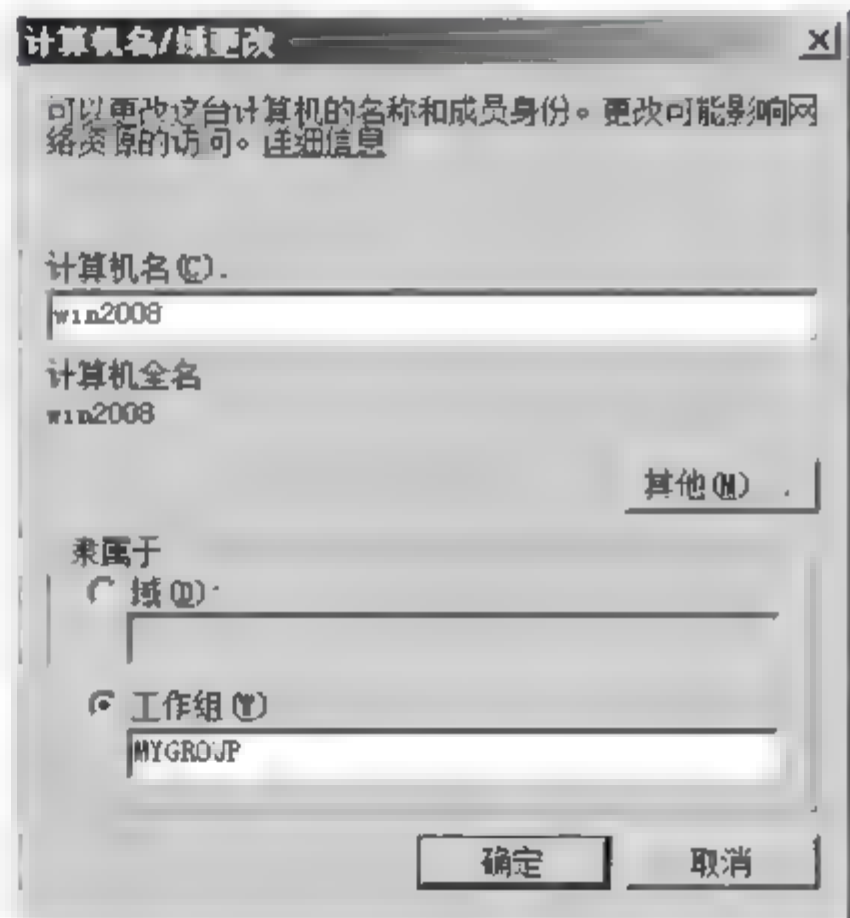 计算机名/域更改
可以更改这台计算机的名称和成员身份。更改可能影响网
络资源的访问。详细信息
计算机名(C).
win2008
计算机全名
win2008
其他(M) .
隶属于
域(D):
工作组(W)
MYGROUP
确定
取消